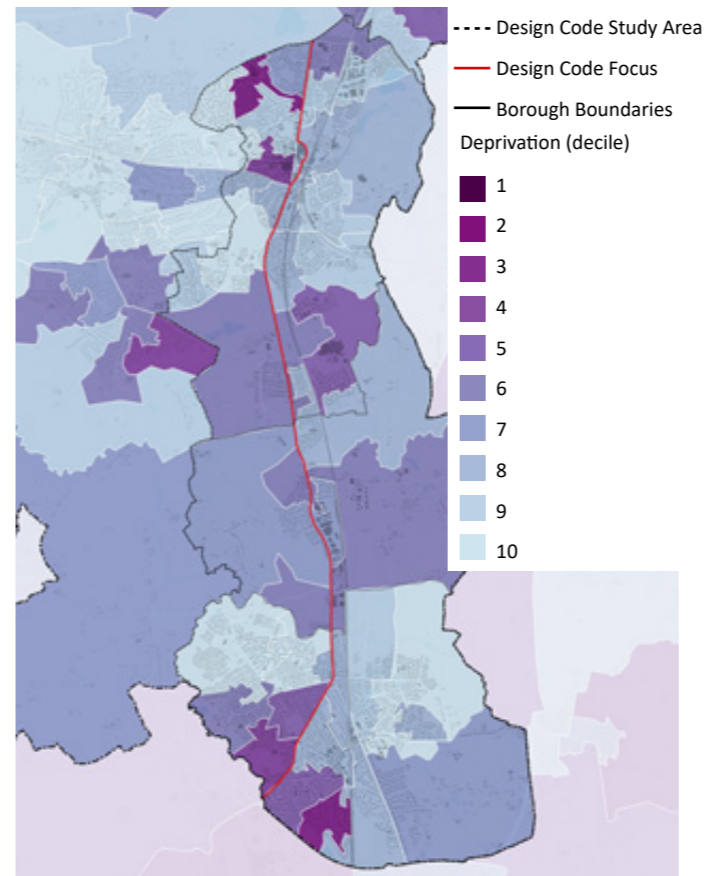 Design Code Study Area
Design Code Focus
Borough Boundaries
Deprivation (decile)
1
2
3
4
5
6
7
8
9
10